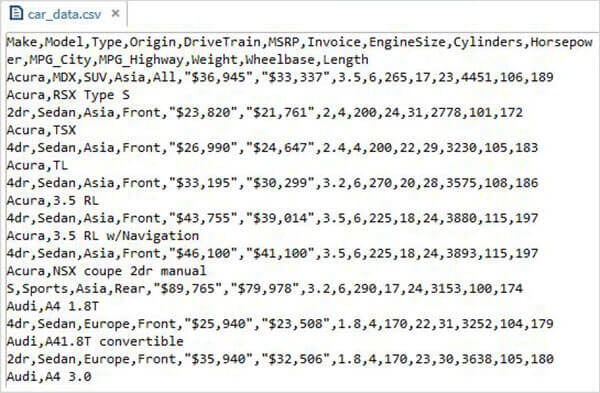 car_data.csv
Make,Model,Type,Origin,DriveTrain,MSRP,Invoice,EngineSize,Cylinders,Horsepow
er,MPG_City,MPG_Highway,Weight,Wheelbase,Length
Acura,MDX,SUV,Asia,All,"$36,945","$33,337",3.5,6,265,17,23,4451,106,189
Acura,RSX Type S
2dr,Sedan,Asia,Front,"$23,820","$21,761",2,4,200,24,31,2778,101,172
Acura,TSX
4dr,Sedan,Asia,Front,"$26,990","$24,647",2.4,4,200,22,29,3230,105,183
Acura,TL
4dr,Sedan,Asia,Front,"$33,195","$30,299",3.2,6,270,20,28,3575,108,186
Acura,3.5 RL
4dr,Sedan,Asia,Front,"$43,755","$39,014",3.5,6,225,18,24,3880,115,197
Acura,3.5 RL w/Navigation
4dr,Sedan,Asia,Front,"$46,100","$41,100",3.5,6,225,18,24,3893,115,197
Acura,NSX coupe 2dr manual
S,Sports,Asia,Rear,"$89,765","$79,978",3.2,6,290,17,24,3153,100,174
Audi,A4 1.8T
4dr,Sedan,Europe,Front,"$25,940","$23,508",1.8,4,170,22,31,3252,104,179
Audi,A41.8T convertible
2dr,Sedan,Europe,Front,"$35,940","$32,506",1.8,4,170,23,30,3638,105,180
Audi,A4 3.0